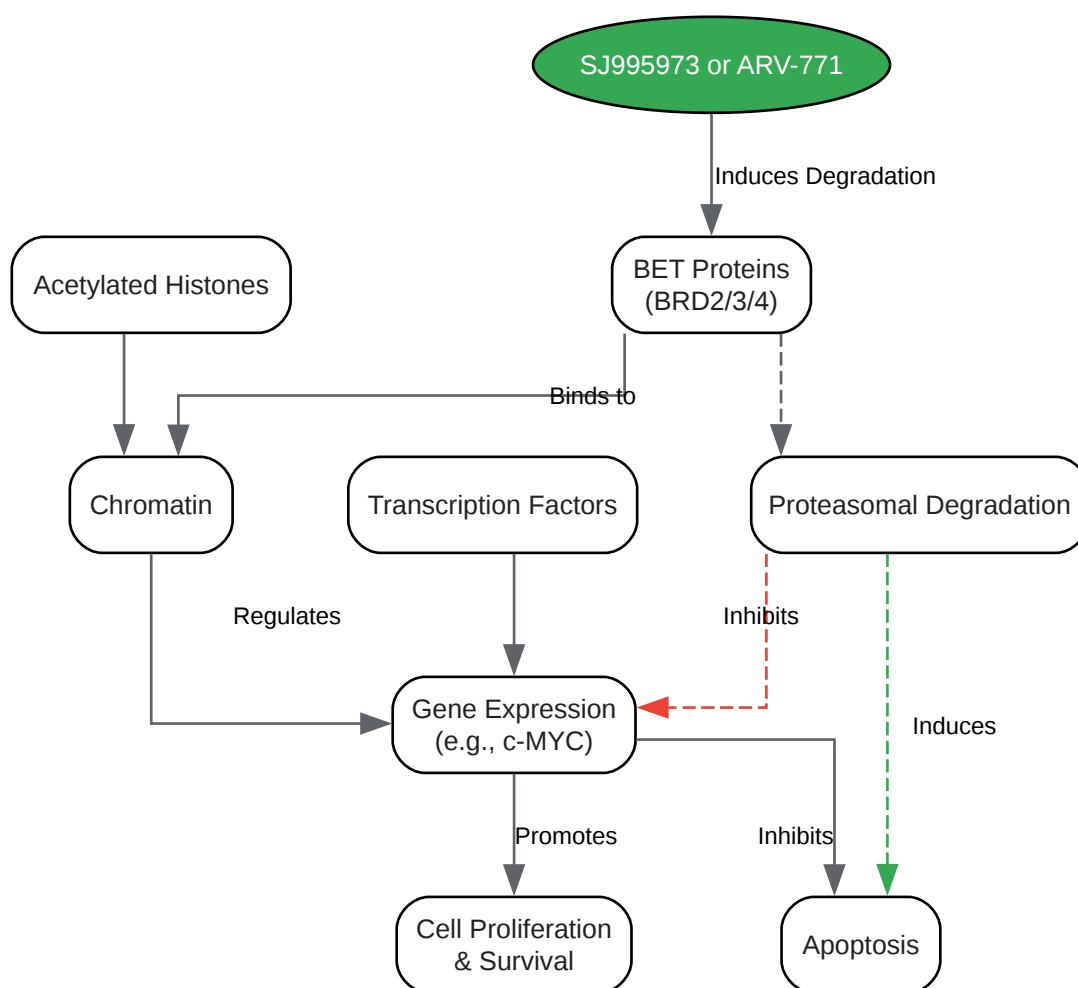 SJ995973 or ARV-771
Induces Degradation
Acetylated Histones
BET Proteins
(BRD2/3/4)
Binds to
Chromatin
Transcription Factors
Proteasomal Degradation
Regulates
Inhibits
Gene Expression
(e.g., c-MYC)
Induces
Promotes
Inhibits
Cell Proliferation
& Survival
Apoptosis